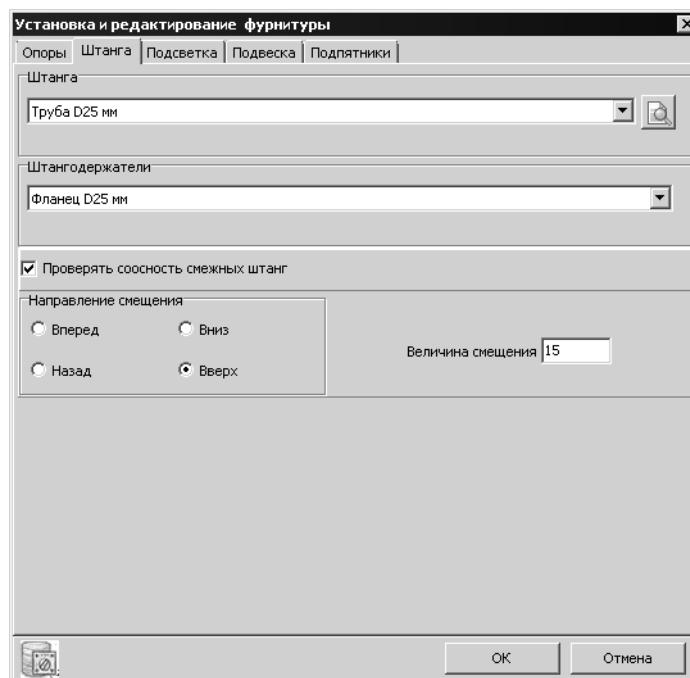 Установка и редактирование фурнитуры
Опоры Штанга Подсветка Подвеска Подпятники
Штанга
Труба D25 мм
Штангодержатели
Фланец D25 мм
Проверять соосность смежных штанг
Направление смещения
Вперед Вниз
Величина смещения 15
Назад Вверх
ОК Отмена